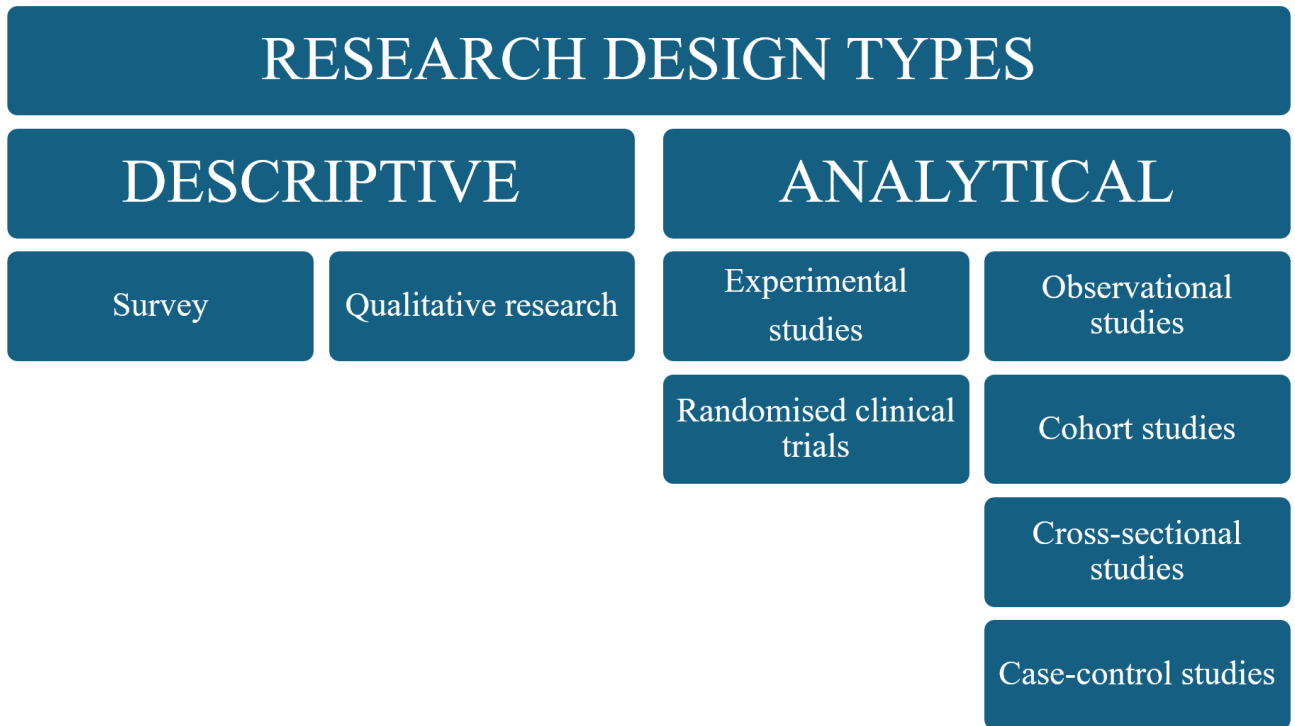 RESEARCH DESIGN TYPES
DESCRIPTIVE
ANALYTICAL
Survey
Qualitative research
Experimental
studies
Observational
studies
Randomised clinical
trials
Cohort studies
Cross-sectional
studies
Case-control studies